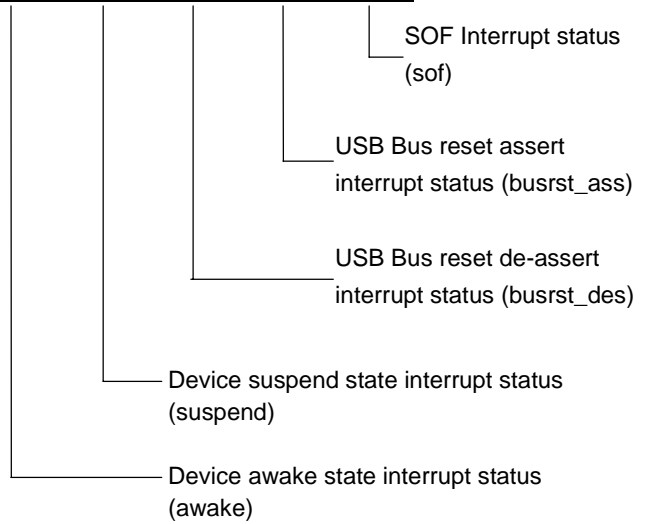 SOF Interrupt status
(sof)
USB Bus reset assert
interrupt status (busrst_ass)
USB Bus reset de-assert
interrupt status (busrst_des)
Device suspend state interrupt status
(suspend)
Device awake state interrupt status
(awake)